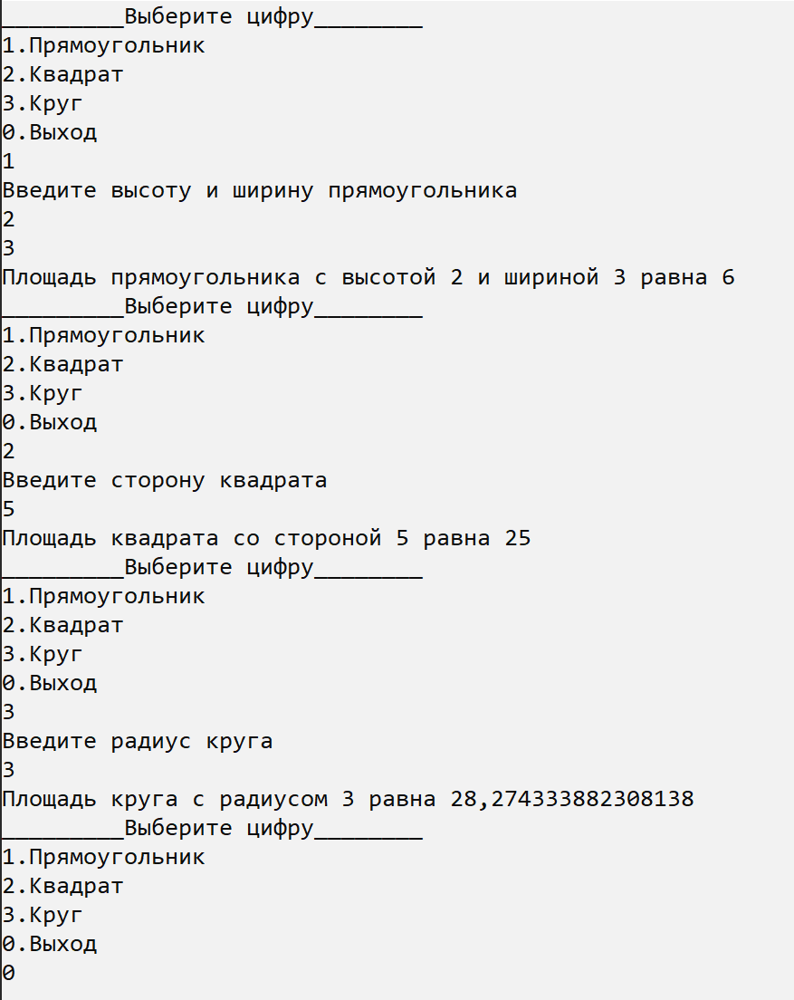 _________Выберите цифру________
1.Прямоугольник
2.Квадрат
3.Круг
0.Выход
1
Введите высоту и ширину прямоугольника
2
3
Площадь прямоугольника с высотой 2 и шириной 3 равна 6
_________Выберите цифру________
1.Прямоугольник
2.Квадрат
3.Круг
0.Выход
2
Введите сторону квадрата
5
Площадь квадрата со стороной 5 равна 25
_________Выберите цифру________
1.Прямоугольник
2.Квадрат
3.Круг
0.Выход
3
Введите радиус круга
3
Площадь круга с радиусом 3 равна 28,274333882308138
_________Выберите цифру________
1.Прямоугольник
2.Квадрат
3.Круг
0.Выход
0